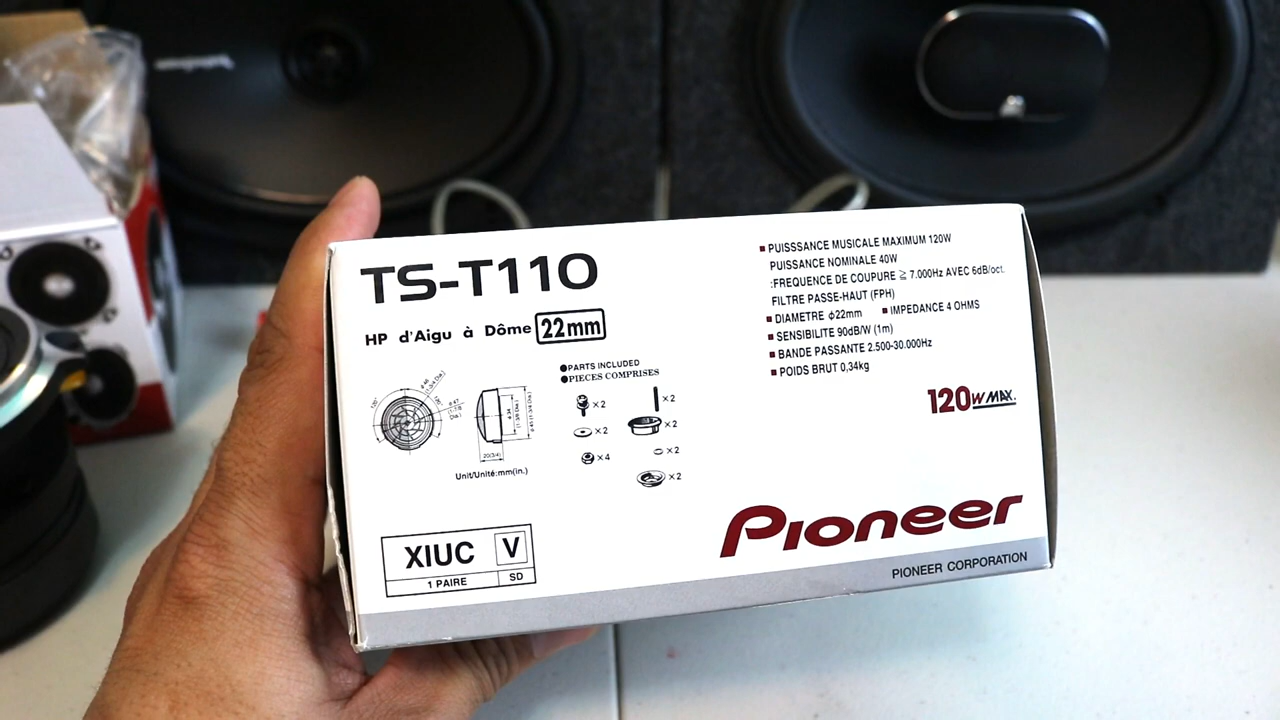 TS-T110
HP d'Aigu à Dôme 22mm
●PARTS INCLUDED
●PIECES COMPRISES
×2
×2
×2
×2
×4
×2
×2
20(3/4)
Unit/Unité:mm(in.)
XIUC V
1 PAIRE SD
■ PUISSSANCE MUSICALE MAXIMUM 120W
PUISSANCE NOMINALE 40W
:FREQUENCE DE COUPURE ≧ 7.000Hz AVEC 6dB/oct.
FILTRE PASSE-HAUT (FPH)
■ DIAMETRE ϕ22mm ■ IMPEDANCE 4 OHMS
■ SENSIBILITE 90dB/W (1m)
■ BANDE PASSANTE 2.500-30.000Hz
■ POIDS BRUT 0,34kg
120W MAX.
Pioneer
PIONEER CORPORATION